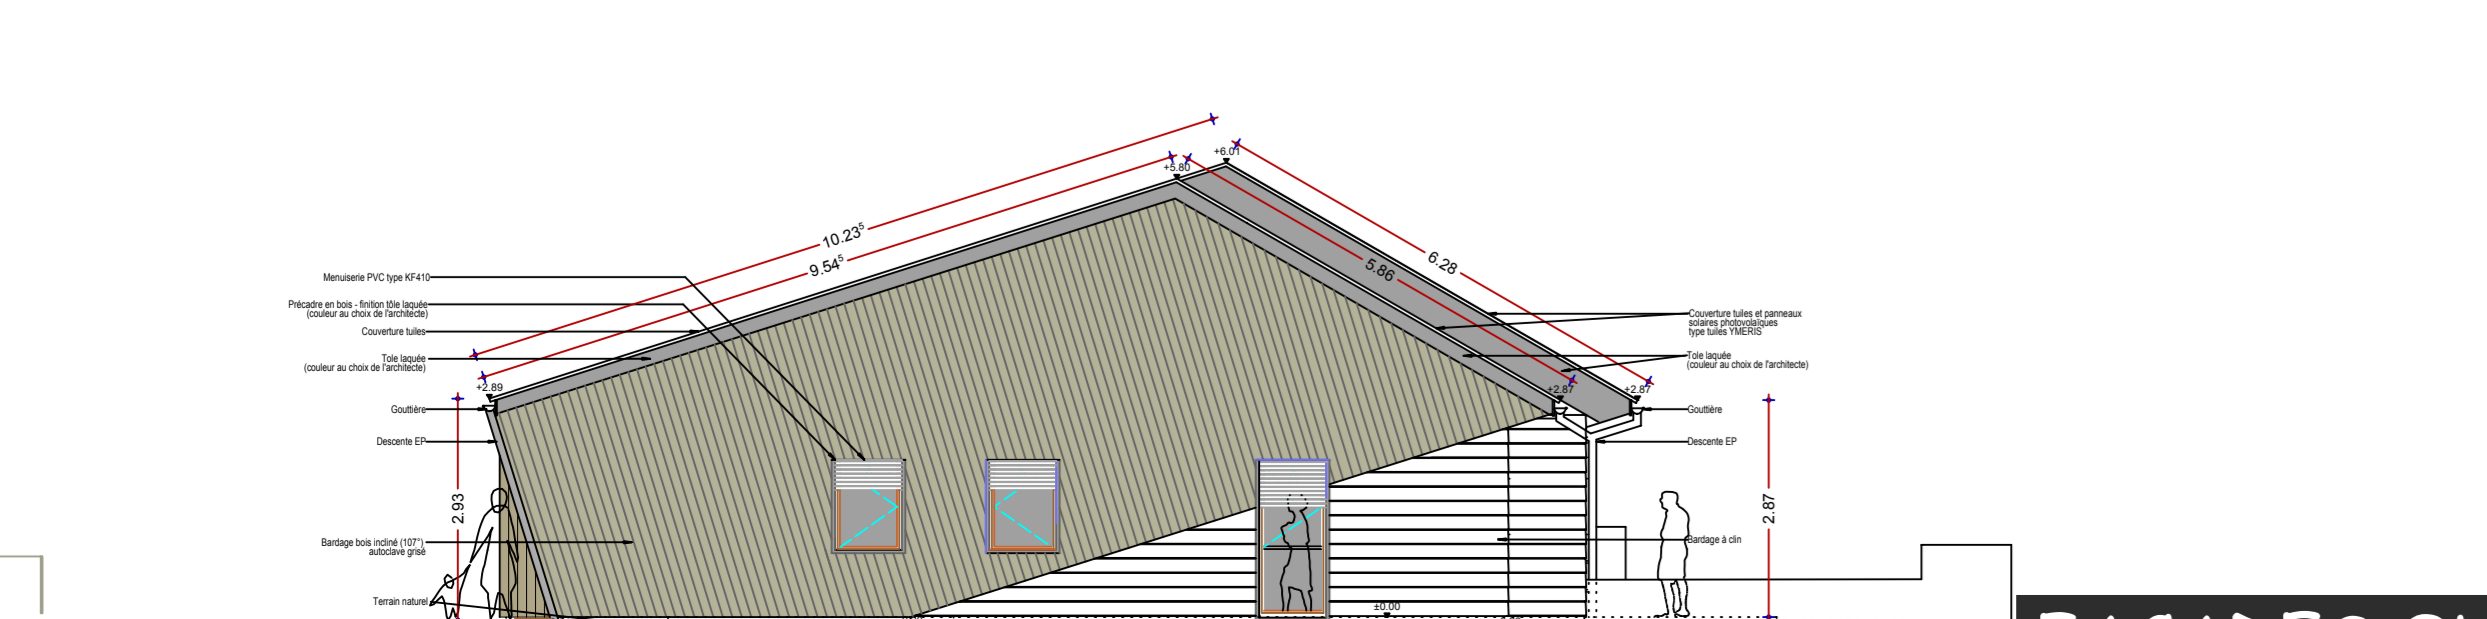 +6.01
+5.80
10.23⁵
9.54⁵
6.28
5.86
Menuiserie PVC type KF410
Précadre en bois - finition tôle laquée
(couleur au choix de l'architecte)
Couverture tuiles
Tole laquée
(couleur au choix de l'architecte)
+2.89
Gouttière
Descente EP
2.93
Bardage bois incliné (107°)
autoclave grisé
Terrain naturel
Couverture tuiles et panneaux
solaires photovolaïques
type tuiles YMERIS
Tole laquée
(couleur au choix de l'architecte)
+2.87
+2.87
Gouttière
Descente EP
2.87
Bardage à clin
±0.00